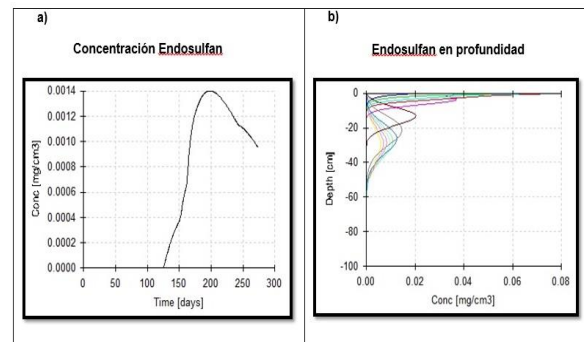 a)
Concentración Endosulfan
Conc [mg/cm3]
0.0014
0.0012
0.0010
0.0008
0.0006
0.0004
0.0002
0.0000
0 50 100 150 200 250 300
Time [days]
b)
Endosulfan en profundidad
Depth [cm]
0
-20
-40
-60
-80
-100
0.00 0.02 0.04 0.06 0.08
Conc [mg/cm3]